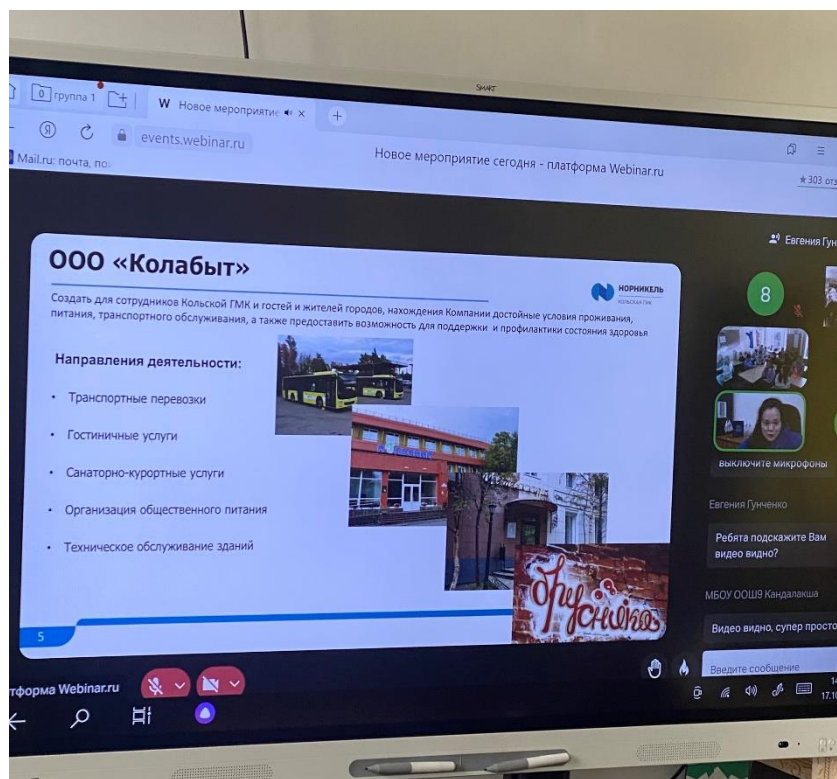 SMART
группа 1
W Новое мероприятие
events.webinar.ru
Новое мероприятие сегодня - платформа Webinar.ru
★ 303
Mail.ru: почта,
Евгения
ООО «Колабыт»
НОРНИКЕЛЬ
КОЛЬСКАЯ ГМК
Создать для сотрудников Кольской ГМК и гостей и жителей городов, нахождения Компании достойные условия проживания,
питания, транспортного обслуживания, а также предоставить возможность для поддержки и профилактики состояния здоровья
Направления деятельности:
• Транспортные перевозки
• Гостиничные услуги
• Санаторно-курортные услуги
• Организация общественного питания
• Техническое обслуживание зданий
брусника
5
8
выключите микрофоны
Евгения Гунченко
Ребята подскажите Вам
видео видно?
МБОУ ООШ9 Кандалакша
Видео видно, супер просто
Введите сообщение
Webinar.ru